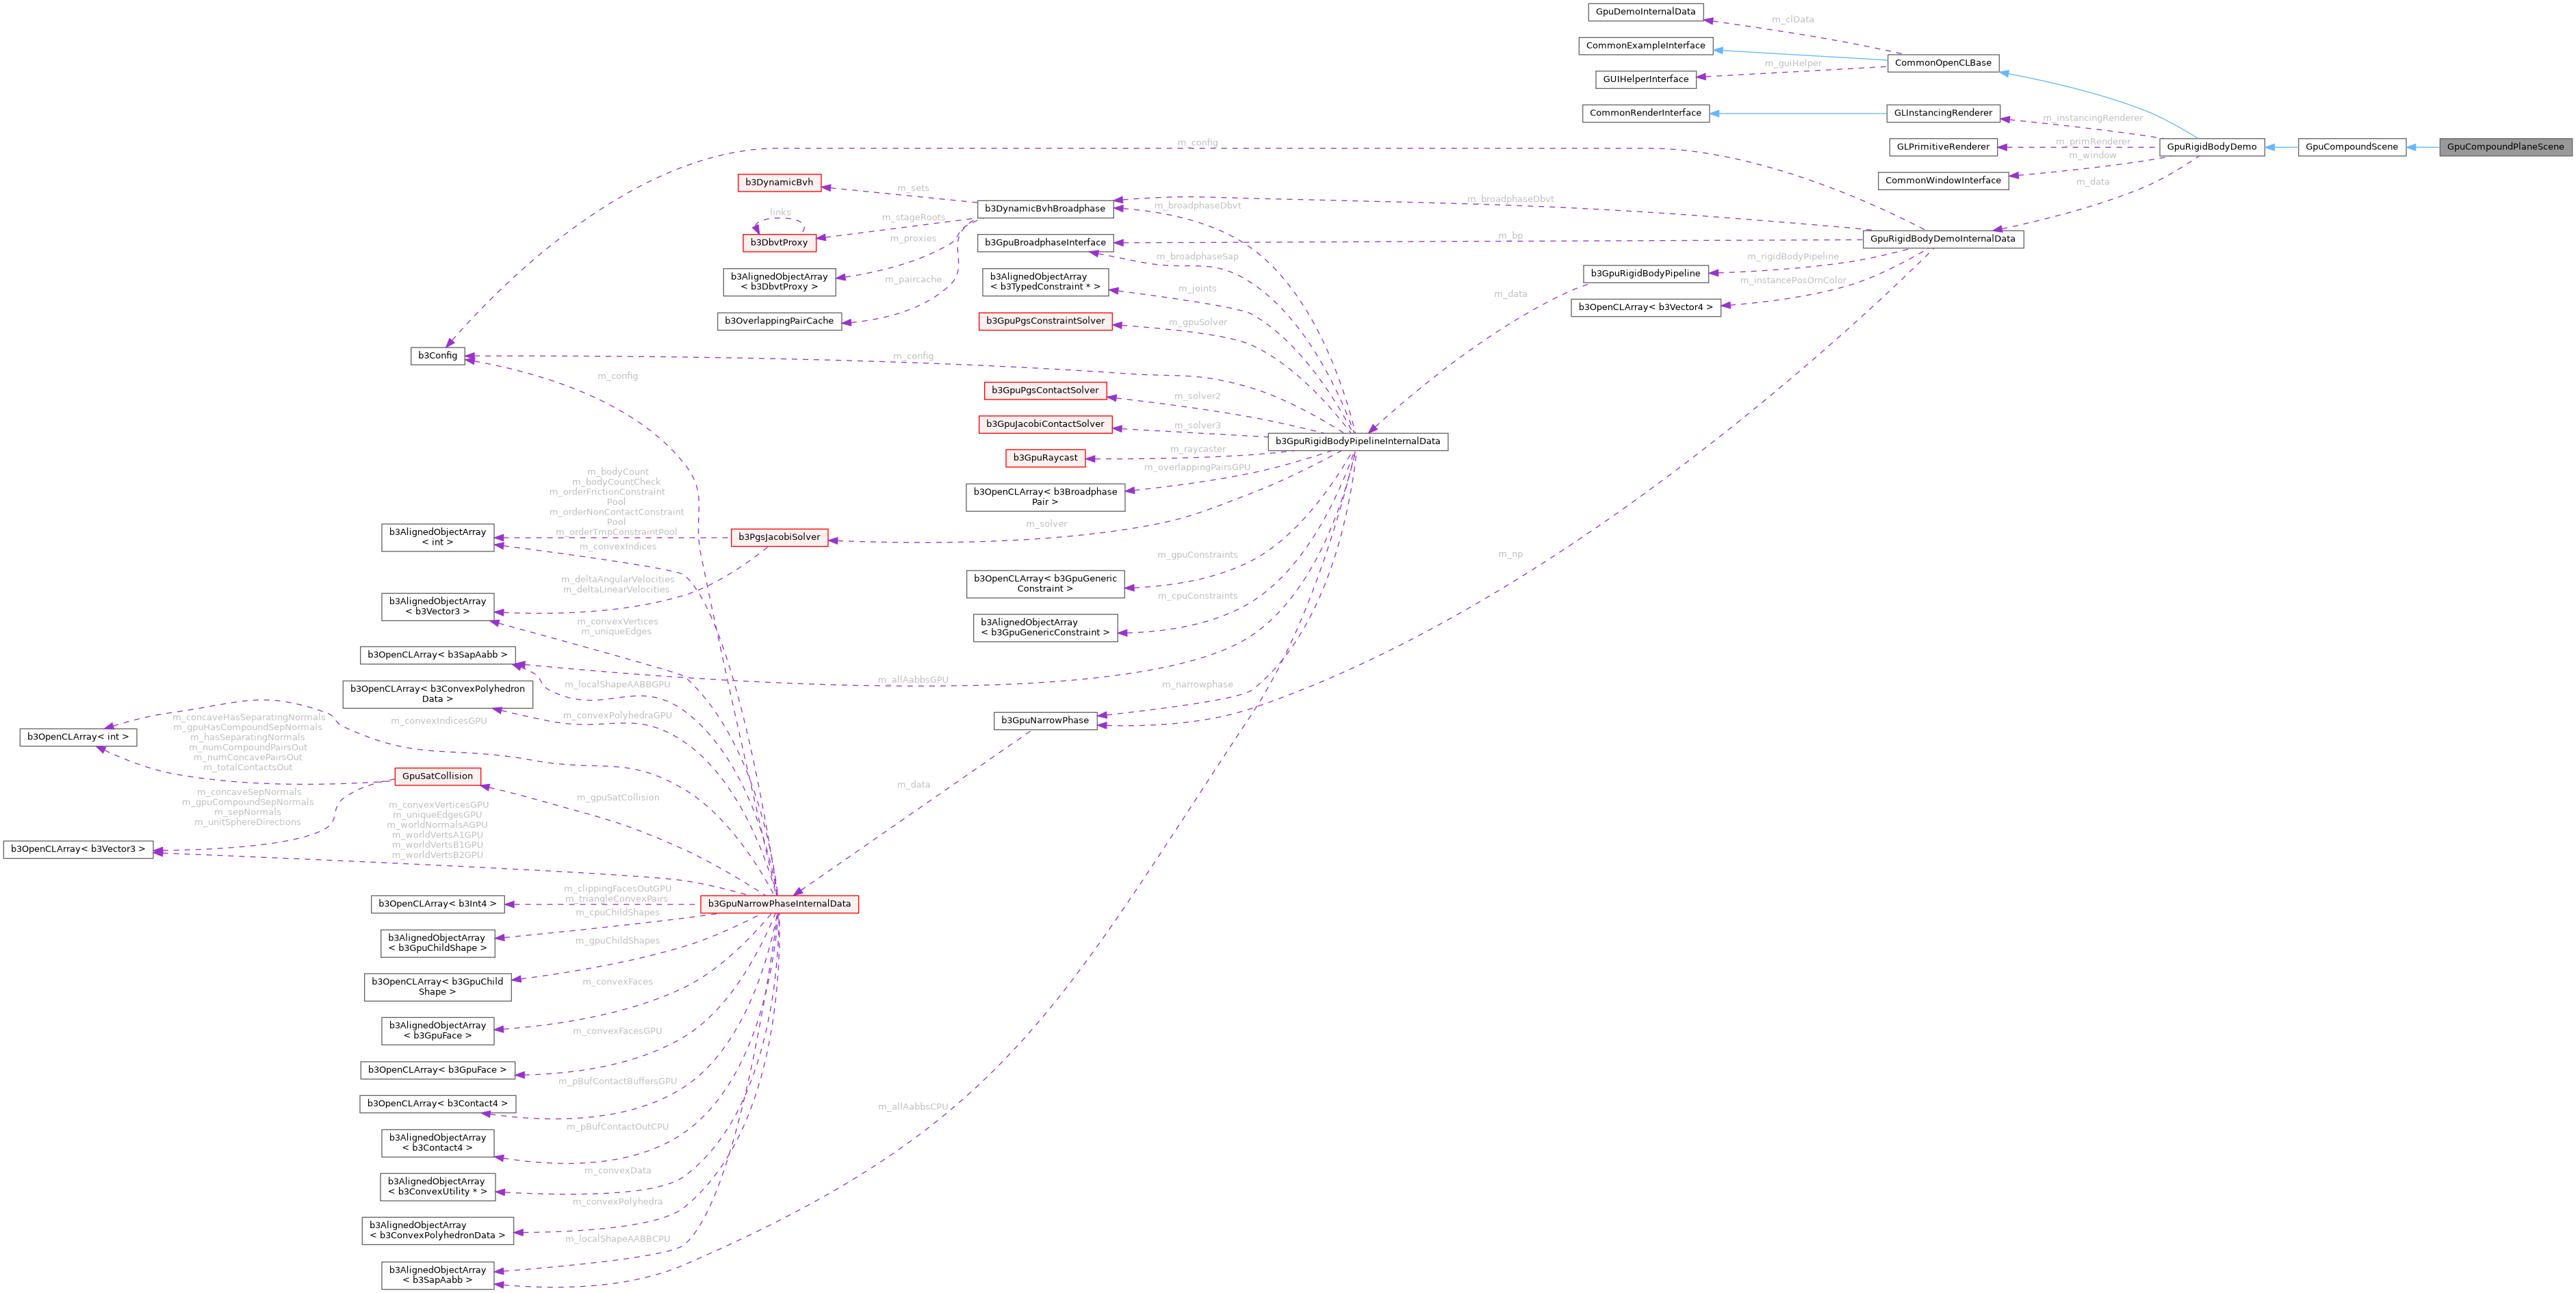 GpuDemoInternalData
m_clData
CommonExampleInterface
CommonOpenCLBase
m_guiHelper
GUIHelperInterface
CommonRenderInterface
GLInstancingRenderer
m_instancingRenderer
m_config
m_primRenderer
GLPrimitiveRenderer
GpuRigidBodyDemo
GpuCompoundScene
GpuCompoundPlaneScene
m_window
CommonWindowInterface
m_data
b3DynamicBvh
m_sets
b3DynamicBvhBroadphase
m_broadphaseDbvt
m_broadphaseDbvt
links
m_stageRoots
b3DbvtProxy
m_proxies
b3GpuBroadphaseInterface
m_bp
GpuRigidBodyDemoInternalData
m_broadphaseSap
m_rigidBodyPipeline
b3AlignedObjectArray
< b3DbvtProxy >
m_paircache
b3AlignedObjectArray
< b3TypedConstraint * >
m_joints
m_data
b3GpuRigidBodyPipeline
m_instancePosOrnColor
b3OpenCLArray< b3Vector4 >
b3OverlappingPairCache
b3GpuPgsConstraintSolver
m_gpuSolver
b3Config
m_config
m_config
b3GpuPgsContactSolver
m_solver2
b3GpuJacobiContactSolver
m_solver3
b3GpuRigidBodyPipelineInternalData
b3GpuRaycast
m_raycaster
m_overlappingPairsGPU
b3OpenCLArray< b3Broadphase
Pair >
m_bodyCount
m_bodyCountCheck
m_orderFrictionConstraint
Pool
m_orderNonContactConstraint
Pool
m_orderTmpConstraintPool
m_convexIndices
b3AlignedObjectArray
< int >
b3PgsJacobiSolver
m_solver
m_gpuConstraints
m_np
b3OpenCLArray< b3GpuGeneric
Constraint >
m_deltaAngularVelocities
m_deltaLinearVelocities
b3AlignedObjectArray
< b3Vector3 >
m_cpuConstraints
b3AlignedObjectArray
< b3GpuGenericConstraint >
m_convexVertices
m_uniqueEdges
b3OpenCLArray< b3SapAabb >
m_localShapeAABBGPU
m_allAabbsGPU
m_narrowphase
b3OpenCLArray< b3ConvexPolyhedron
Data >
m_convexPolyhedraGPU
b3GpuNarrowPhase
m_concaveHasSeparatingNormals
m_gpuHasCompoundSepNormals
m_hasSeparatingNormals
m_numCompoundPairsOut
m_numConcavePairsOut
m_totalContactsOut
m_convexIndicesGPU
b3OpenCLArray< int >
GpuSatCollision
m_gpuSatCollision
m_data
m_concaveSepNormals
m_gpuCompoundSepNormals
m_sepNormals
m_unitSphereDirections
m_convexVerticesGPU
m_uniqueEdgesGPU
m_worldNormalsAGPU
m_worldVertsA1GPU
m_worldVertsB1GPU
m_worldVertsB2GPU
b3OpenCLArray< b3Vector3 >
m_clippingFacesOutGPU
m_triangleConvexPairs
b3OpenCLArray< b3Int4 >
b3GpuNarrowPhaseInternalData
m_cpuChildShapes
b3AlignedObjectArray
< b3GpuChildShape >
m_gpuChildShapes
b3OpenCLArray< b3GpuChild
Shape >
m_convexFaces
b3AlignedObjectArray
< b3GpuFace >
m_convexFacesGPU
b3OpenCLArray< b3GpuFace >
m_pBufContactBuffersGPU
b3OpenCLArray< b3Contact4 >
m_allAabbsCPU
m_pBufContactOutCPU
b3AlignedObjectArray
< b3Contact4 >
m_convexData
b3AlignedObjectArray
< b3ConvexUtility * >
m_convexPolyhedra
b3AlignedObjectArray
< b3ConvexPolyhedronData >
m_localShapeAABBCPU
b3AlignedObjectArray
< b3SapAabb >